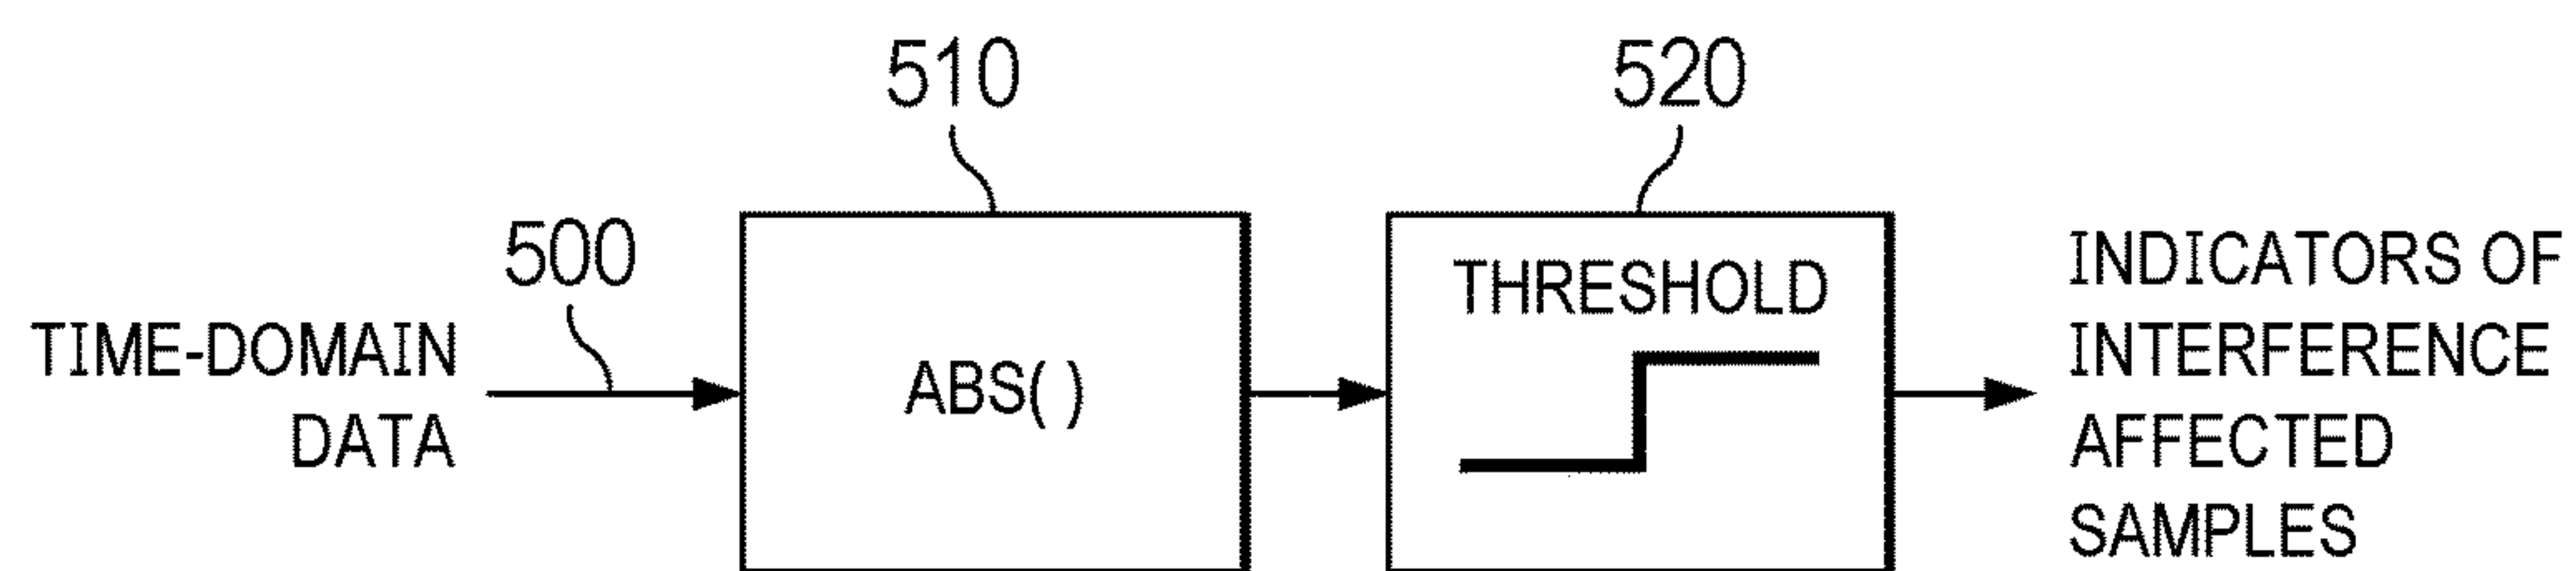 510
520
500
TIME-DOMAIN
DATA
ABS( )
THRESHOLD
INDICATORS OF
INTERFERENCE
AFFECTED
SAMPLES